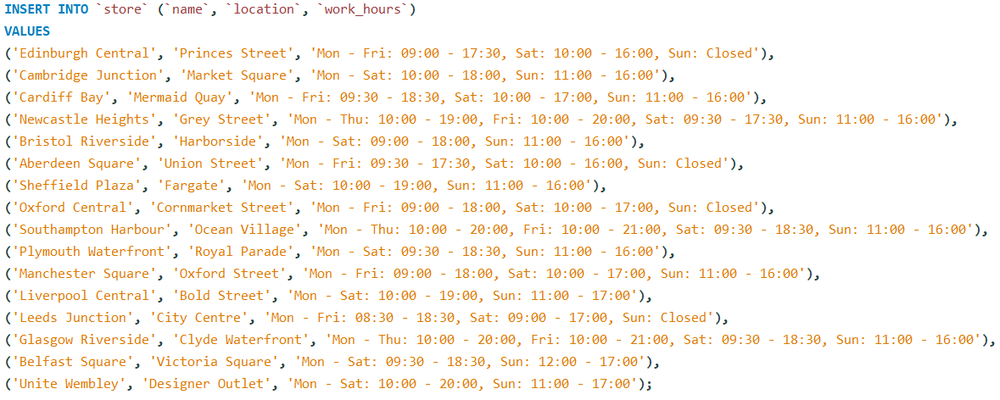 INSERT INTO `store` (`name`, `location`, `work_hours`)
VALUES
('Edinburgh Central', 'Princes Street', 'Mon - Fri: 09:00 - 17:30, Sat: 10:00 - 16:00, Sun: Closed'),
('Cambridge Junction', 'Market Square', 'Mon - Sat: 10:00 - 18:00, Sun: 11:00 - 16:00'),
('Cardiff Bay', 'Mermaid Quay', 'Mon - Fri: 09:30 - 18:30, Sat: 10:00 - 17:00, Sun: 11:00 - 16:00'),
('Newcastle Heights', 'Grey Street', 'Mon - Thu: 10:00 - 19:00, Fri: 10:00 - 20:00, Sat: 09:30 - 17:30, Sun: 11:00 - 16:00'),
('Bristol Riverside', 'Harborside', 'Mon - Sat: 09:00 - 18:00, Sun: 11:00 - 16:00'),
('Aberdeen Square', 'Union Street', 'Mon - Fri: 09:30 - 17:30, Sat: 10:00 - 16:00, Sun: Closed'),
('Sheffield Plaza', 'Fargate', 'Mon - Sat: 10:00 - 19:00, Sun: 11:00 - 16:00'),
('Oxford Central', 'Cornmarket Street', 'Mon - Fri: 09:00 - 18:00, Sat: 10:00 - 17:00, Sun: Closed'),
('Southampton Harbour', 'Ocean Village', 'Mon - Thu: 10:00 - 20:00, Fri: 10:00 - 21:00, Sat: 09:30 - 18:30, Sun: 11:00 - 16:00'),
('Plymouth Waterfront', 'Royal Parade', 'Mon - Sat: 09:30 - 18:30, Sun: 11:00 - 16:00'),
('Manchester Square', 'Oxford Street', 'Mon - Fri: 09:00 - 18:00, Sat: 10:00 - 17:00, Sun: 11:00 - 16:00'),
('Liverpool Central', 'Bold Street', 'Mon - Sat: 10:00 - 19:00, Sun: 11:00 - 17:00'),
('Leeds Junction', 'City Centre', 'Mon - Fri: 08:30 - 18:30, Sat: 09:00 - 17:00, Sun: Closed'),
('Glasgow Riverside', 'Clyde Waterfront', 'Mon - Thu: 10:00 - 20:00, Fri: 10:00 - 21:00, Sat: 09:30 - 18:30, Sun: 11:00 - 16:00'),
('Belfast Square', 'Victoria Square', 'Mon - Sat: 09:30 - 18:30, Sun: 12:00 - 17:00'),
('Unite Wembley', 'Designer Outlet', 'Mon - Sat: 10:00 - 20:00, Sun: 11:00 - 17:00');